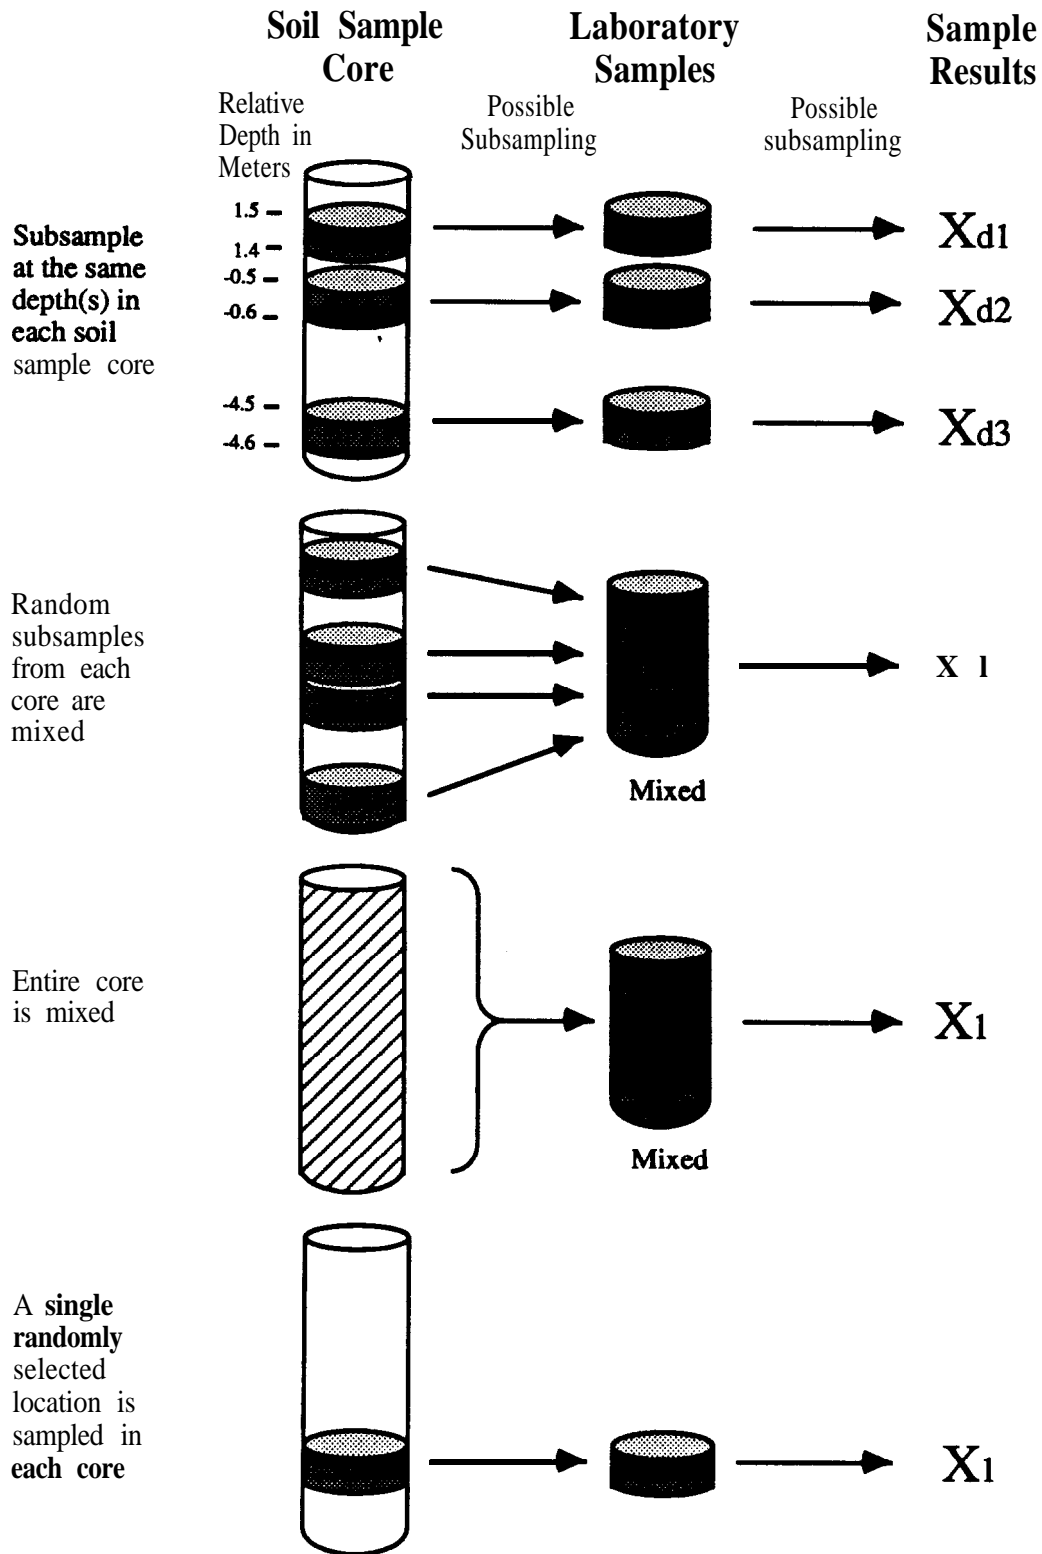 Soil Sample
Core
Laboratory
Samples
Sample
Results
Relative
Depth in
Meters
Possible
Subsampling
Possible
subsampling
Subsample
at the same
depth(s) in
each soil
sample core
1.5
1.4
-0.5
-0.6
-4.5
-4.6
Xd1
Xd2
Xd3
Random
subsamples
from each
core are
mixed
Mixed
X 1
Entire core
is mixed
Mixed
X1
A single
randomly
selected
location is
sampled in
each core
X1